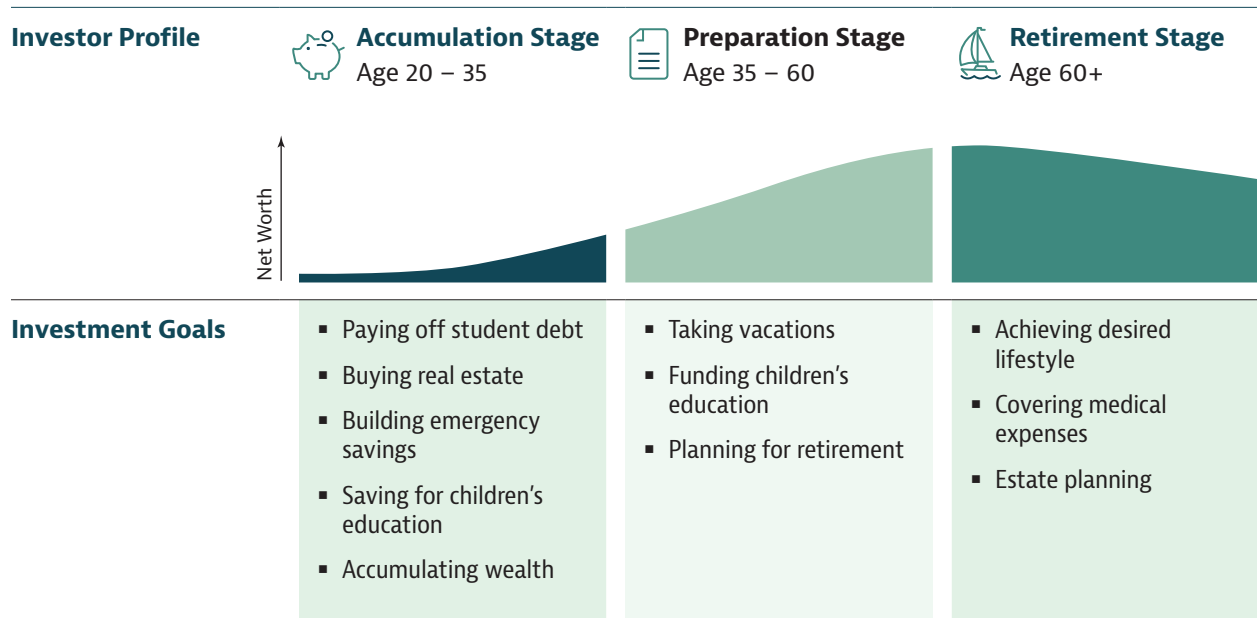 Investor Profile
Accumulation Stage
Age 20 – 35
Preparation Stage
Age 35 – 60
Retirement Stage
Age 60+
Net Worth
Investment Goals
▪ Paying off student debt
▪ Buying real estate
▪ Building emergency
savings
▪ Saving for children’s
education
▪ Accumulating wealth
▪ Taking vacations
▪ Funding children’s
education
▪ Planning for retirement
▪ Achieving desired
lifestyle
▪ Covering medical
expenses
▪ Estate planning